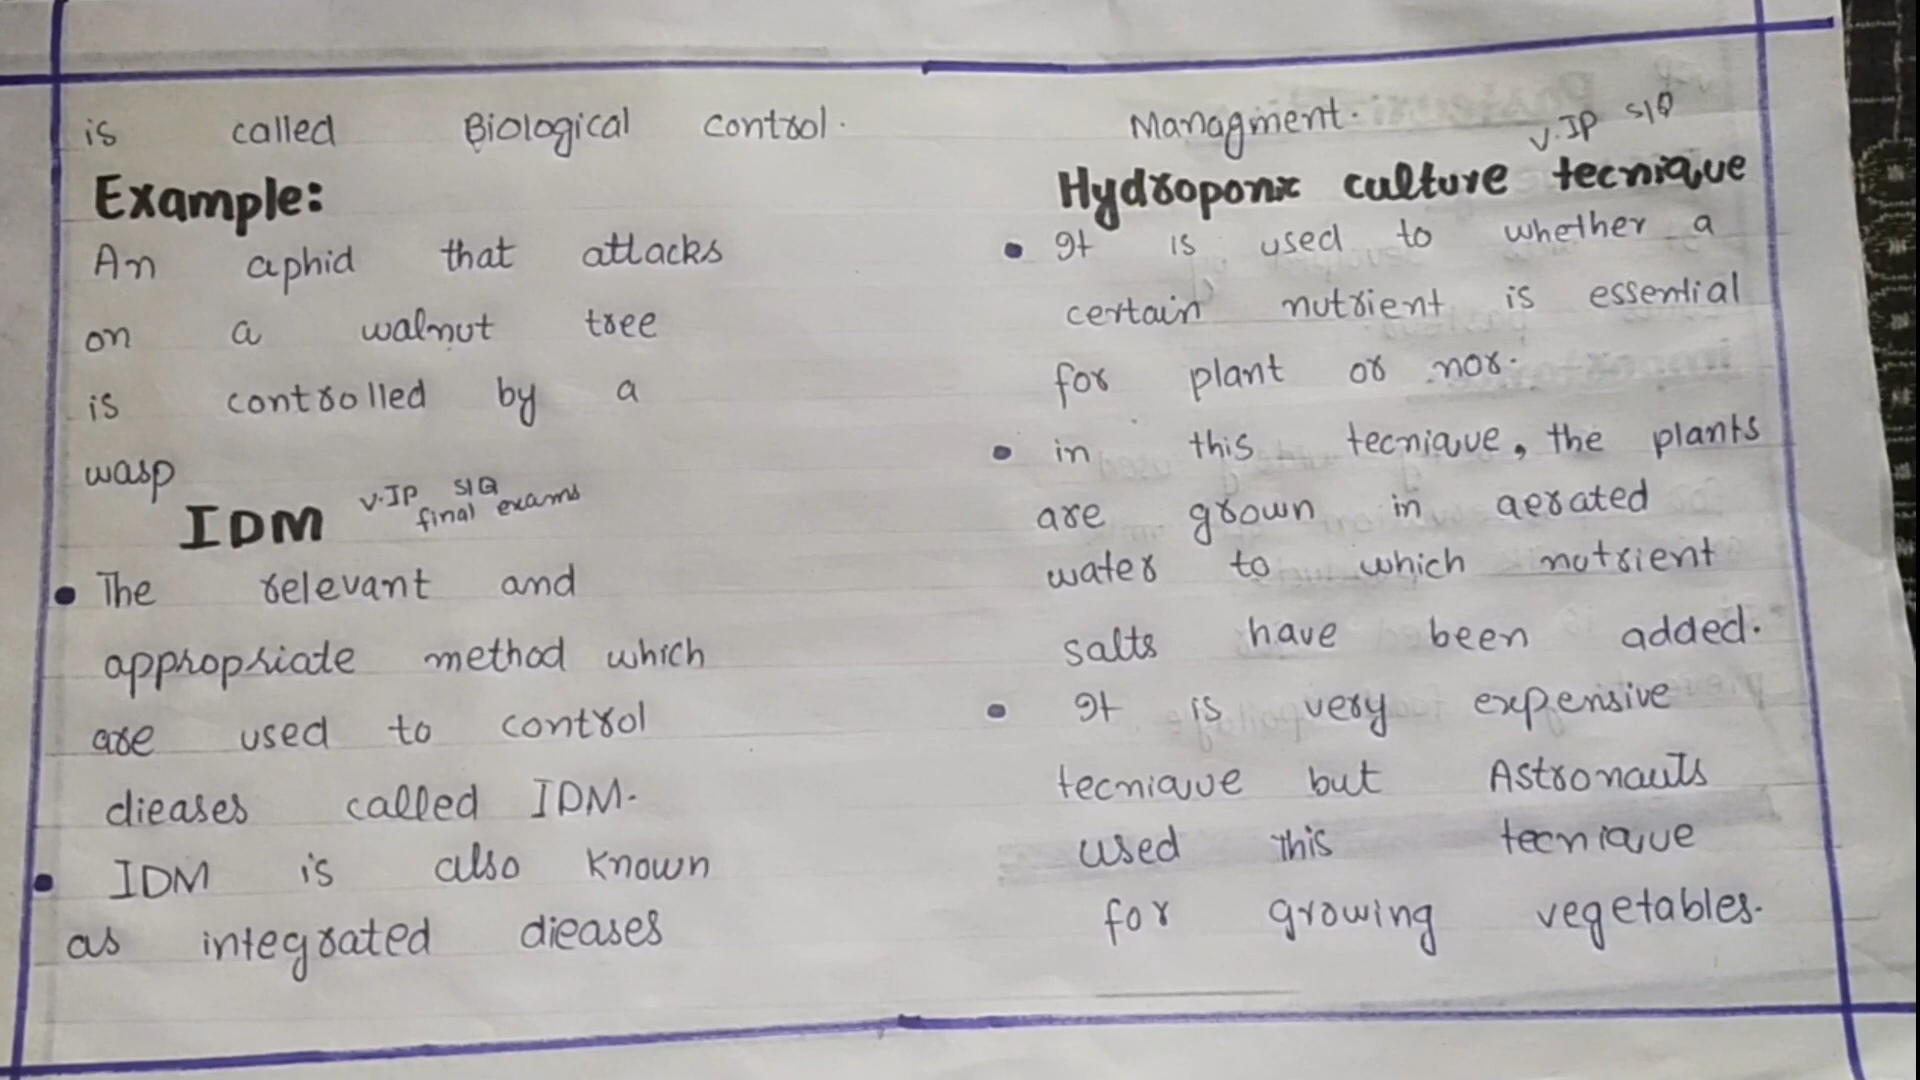 is called Biological control.
Example:
An aphid that attacks
on a walnut tree
is controlled by a
wasp
IDM V.IP SIQ
final exams
The relevant and
appropriate method which
are used to control
dieases called IDM.
IDM is also known
as integrated dieases
Managment.
V.IP SIQ
Hydroponix culture tecnique
It is used to whether a
certain nutrient is essential
for plant or nor.
in this tecnique, the plants
are grown in aerated
water to which nutrient
salts have been added.
It is very expensive
tecnique but Astronauts
used this tecnique
for growing vegetables.